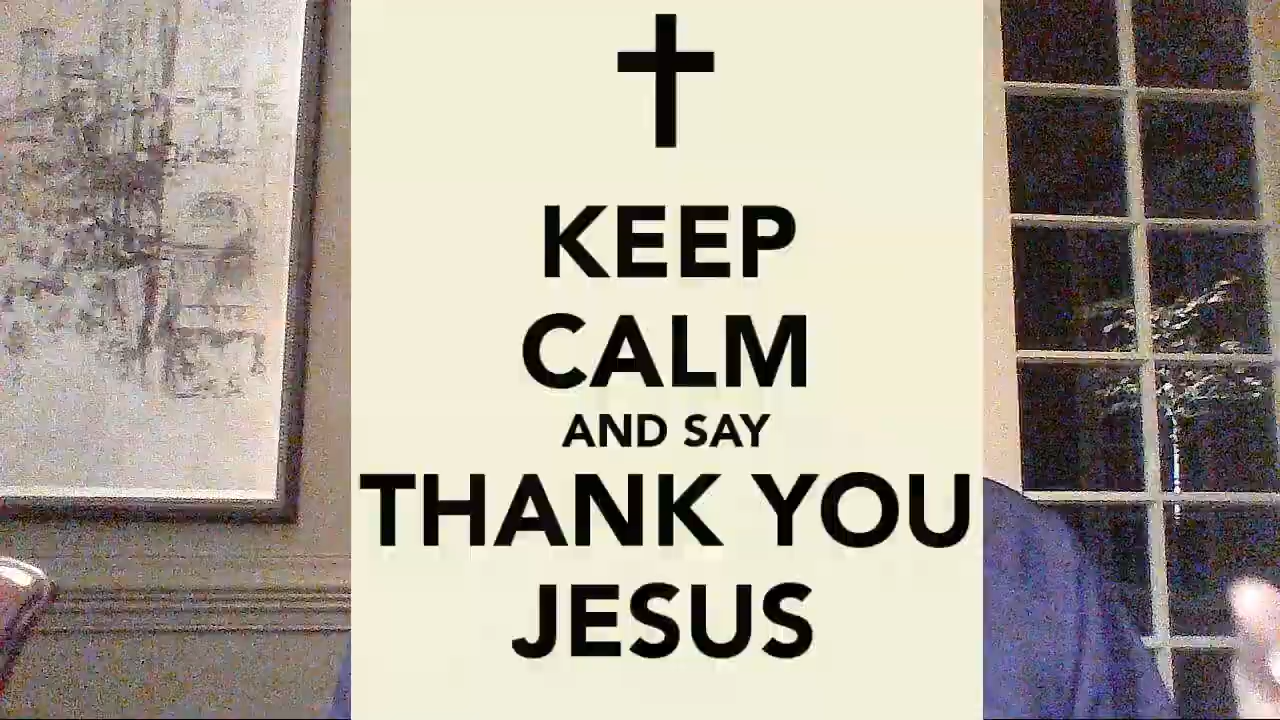 KEEP
CALM
AND SAY
THANK YOU
JESUS